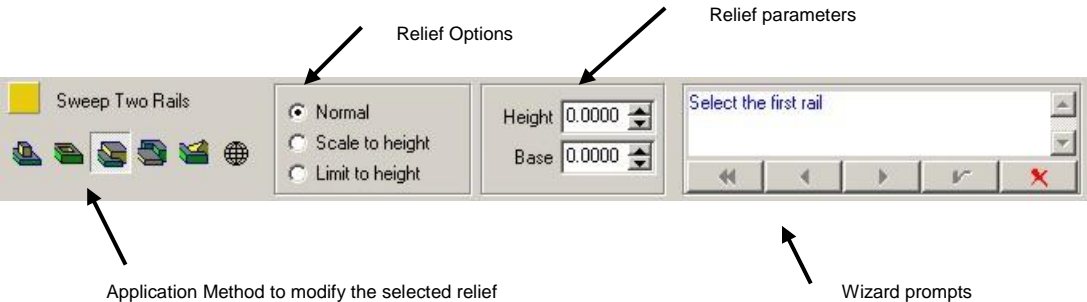 Relief parameters
Relief Options
Sweep Two Rails
Normal
Scale to height
Limit to height
Height 0.0000
Base 0.0000
Select the first rail
Application Method to modify the selected relief
Wizard prompts